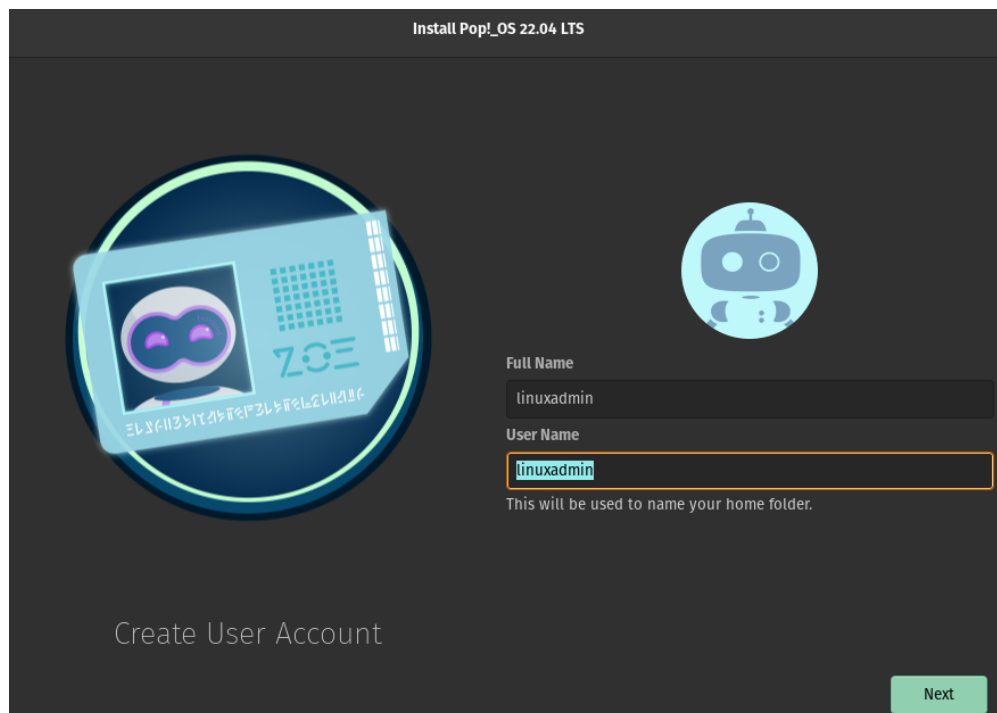 Install Pop!_OS 22.04 LTS
ZOE
Full Name
linuxadmin
User Name
linuxadmin
This will be used to name your home folder.
Create User Account
Next